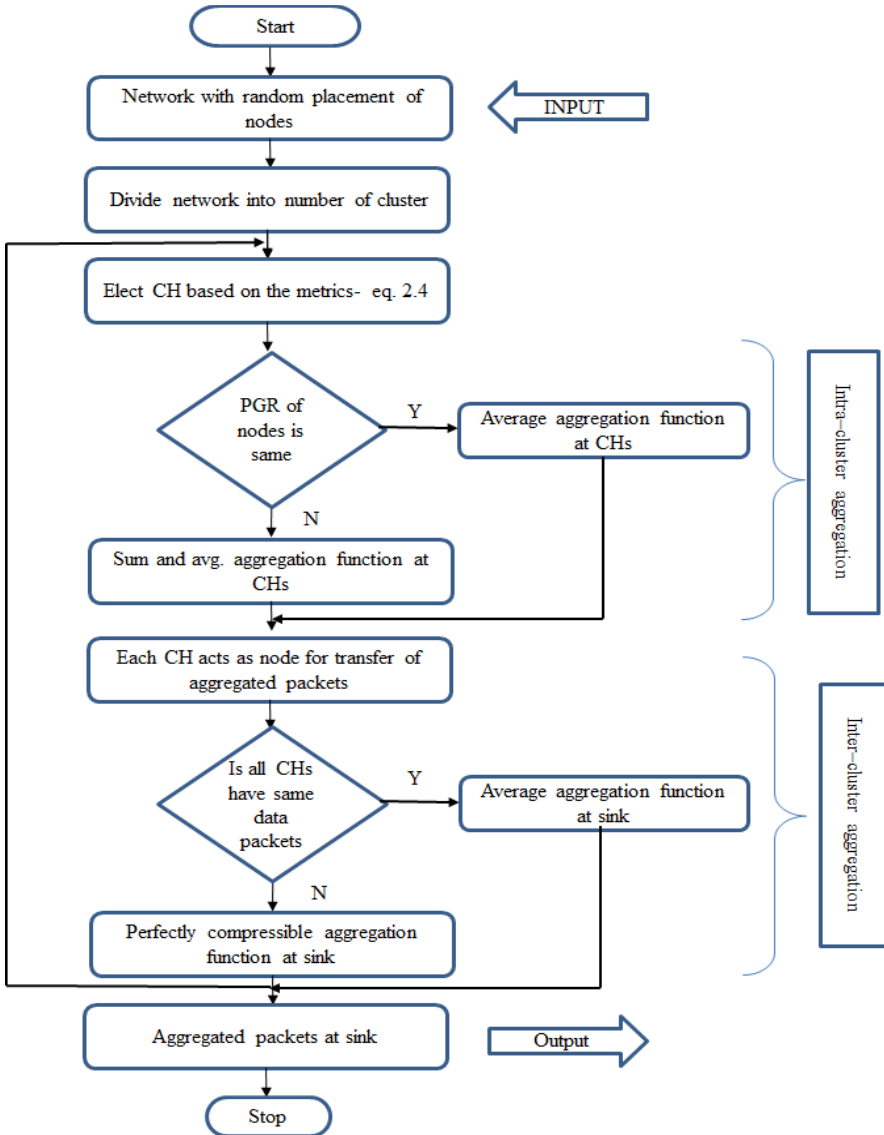 Start
Network with random placement of
nodes
INPUT
Divide network into number of cluster
Elect CH based on the metrics- eq. 2.4
PGR of
nodes is
same
Y
Average aggregation function
at CHs
N
Sum and avg. aggregation function at
CHs
Intra-cluster aggregation
Each CH acts as node for transfer of
aggregated packets
Is all CHs
have same
data
packets
Y
Average aggregation function
at sink
N
Perfectly compressible aggregation
function at sink
Inter-cluster aggregation
Aggregated packets at sink
Output
Stop